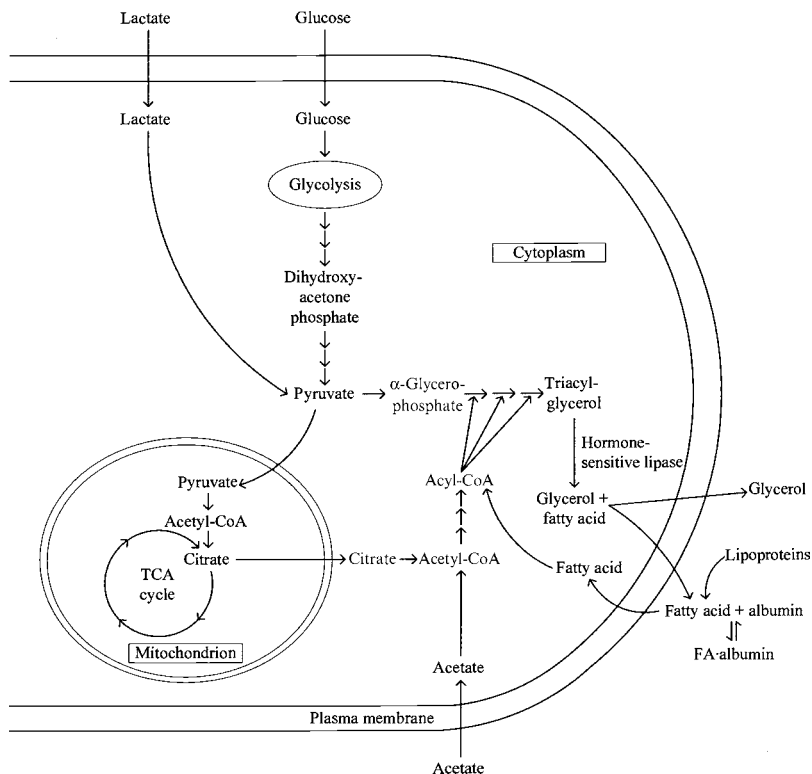 Lactate
Glucose
Lactate
Glucose
Glycolysis
Cytoplasm
Dihydroxy-
acetone
phosphate
Pyruvate
α-Glycero-
phosphate
Triacyl-
glycerol
Hormone-
sensitive lipase
Pyruvate
Acyl-CoA
Glycerol +
fatty acid
Glycerol
Acetyl-CoA
Citrate
Citrate
Acetyl-CoA
Fatty acid
Lipoproteins
TCA
cycle
Fatty acid + albumin
Mitochondrion
FA·albumin
Acetate
Plasma membrane
Acetate